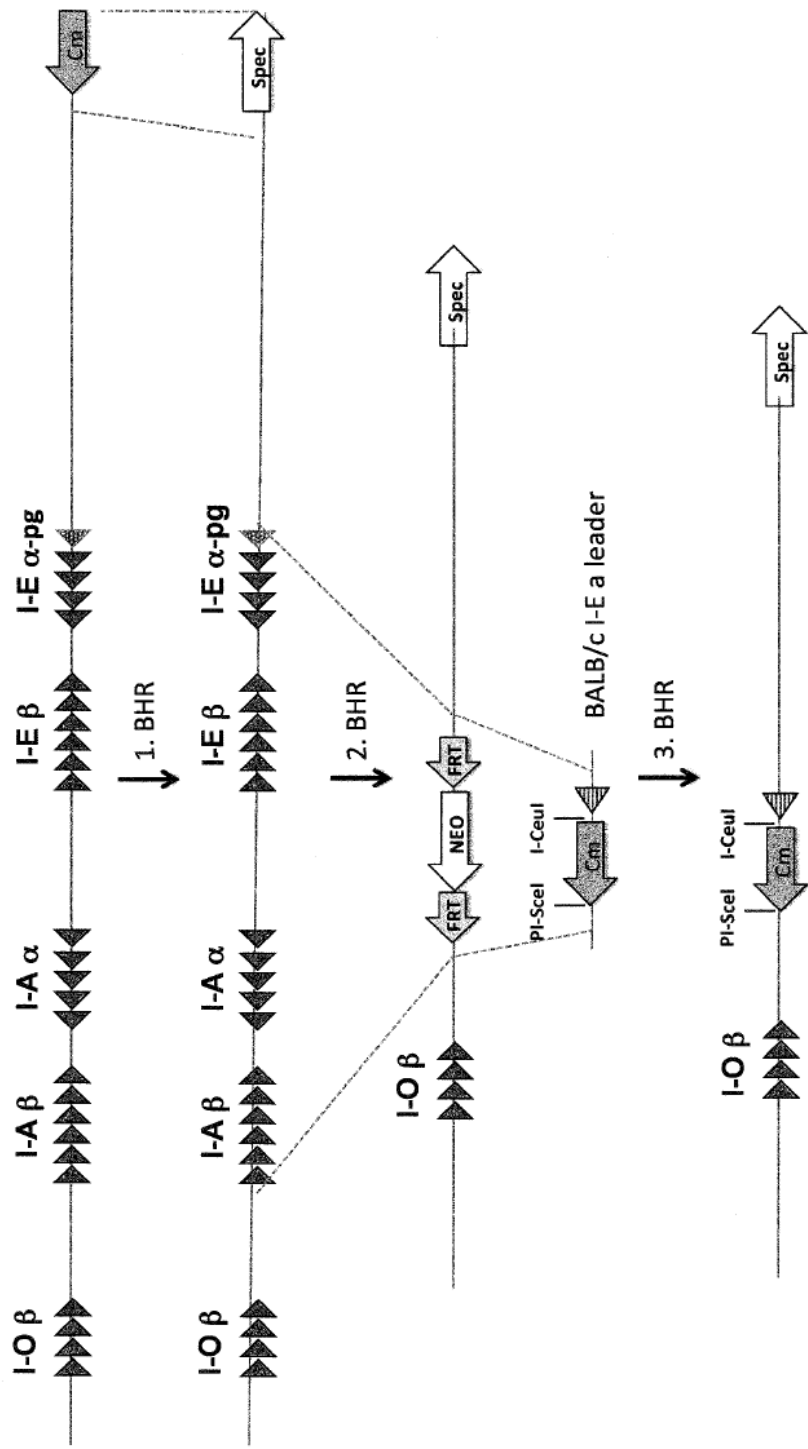 I-O β I-A β I-A α I-E β I-E α-pg Cm
1. BHR
I-O β I-A β I-A α I-E β I-E α-pg Spec
2. BHR
I-O β FRT NEO FRT Spec
PI-SceI Cm I-CeuI BALB/c I-E a leader
3. BHR
I-O β PI-SceI Cm I-CeuI Spec